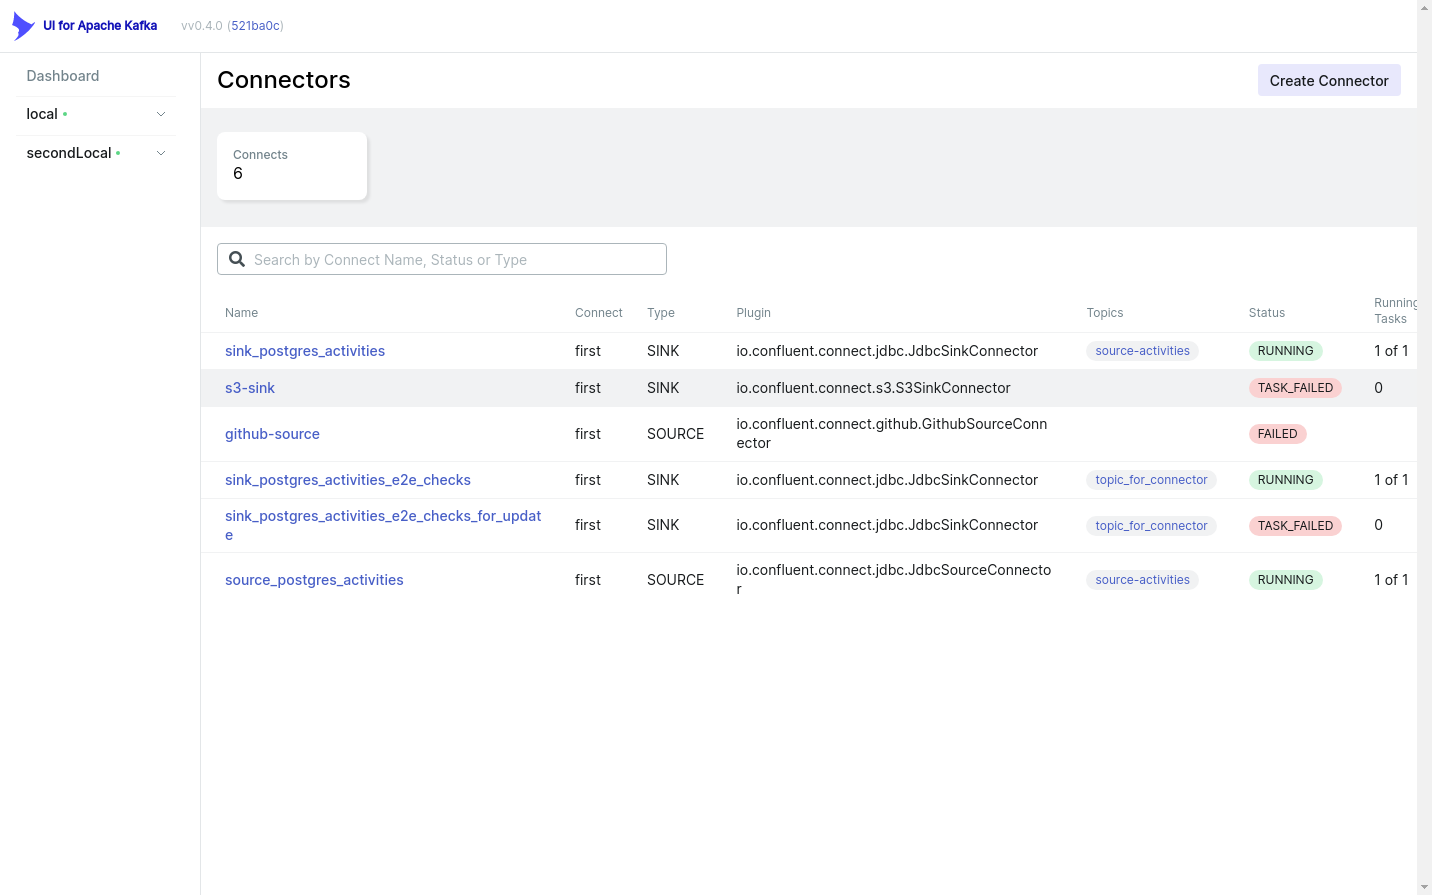 UI for Apache Kafka vv0.4.0 (521ba0c)
Dashboard
local
secondLocal
Connectors
Create Connector
Connects
6
Search by Connect Name, Status or Type
Name Connect Type Plugin Topics Status Running
Tasks
sink_postgres_activities first SINK io.confluent.connect.jdbc.JdbcSinkConnector source-activities RUNNING 1 of 1
s3-sink first SINK io.confluent.connect.s3.S3SinkConnector TASK_FAILED 0
github-source first SOURCE io.confluent.connect.github.GithubSourceConn
ector FAILED
sink_postgres_activities_e2e_checks first SINK io.confluent.connect.jdbc.JdbcSinkConnector topic_for_connector RUNNING 1 of 1
sink_postgres_activities_e2e_checks_for_updat
e first SINK io.confluent.connect.jdbc.JdbcSinkConnector topic_for_connector TASK_FAILED 0
source_postgres_activities first SOURCE io.confluent.connect.jdbc.JdbcSourceConnecto
r source-activities RUNNING 1 of 1